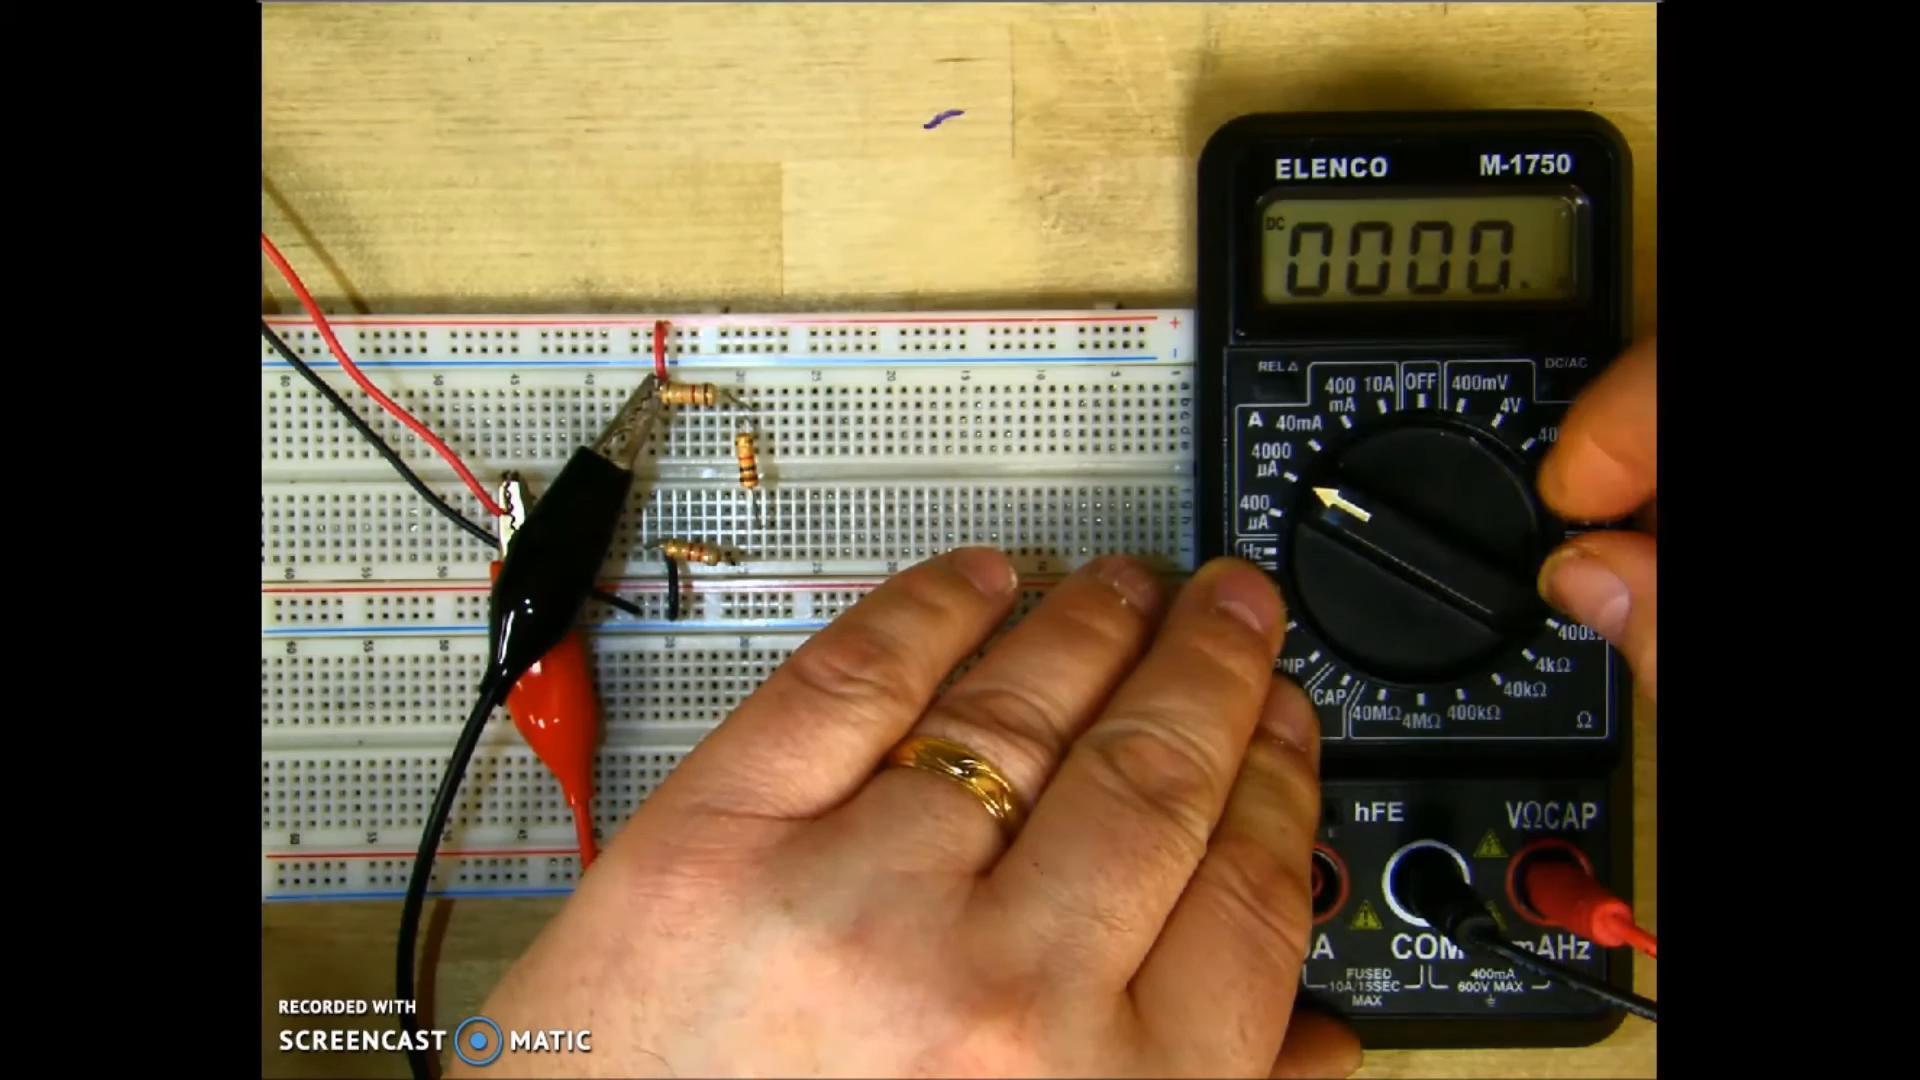 ELENCO M-1750
DC 0000.
REL Δ
400 mA
10A
OFF
400mV
DC/AC
4V
40
A
40mA
4000 µA
400 µA
Hz
PNP
CAP
40MΩ
4MΩ
400kΩ
40kΩ
4kΩ
400Ω
Ω
hFE
VΩCAP
A
COM
mAHz
FUSED
10A/15SEC
MAX
400mA
600V MAX
+
-
RECORDED WITH
SCREENCAST MATIC